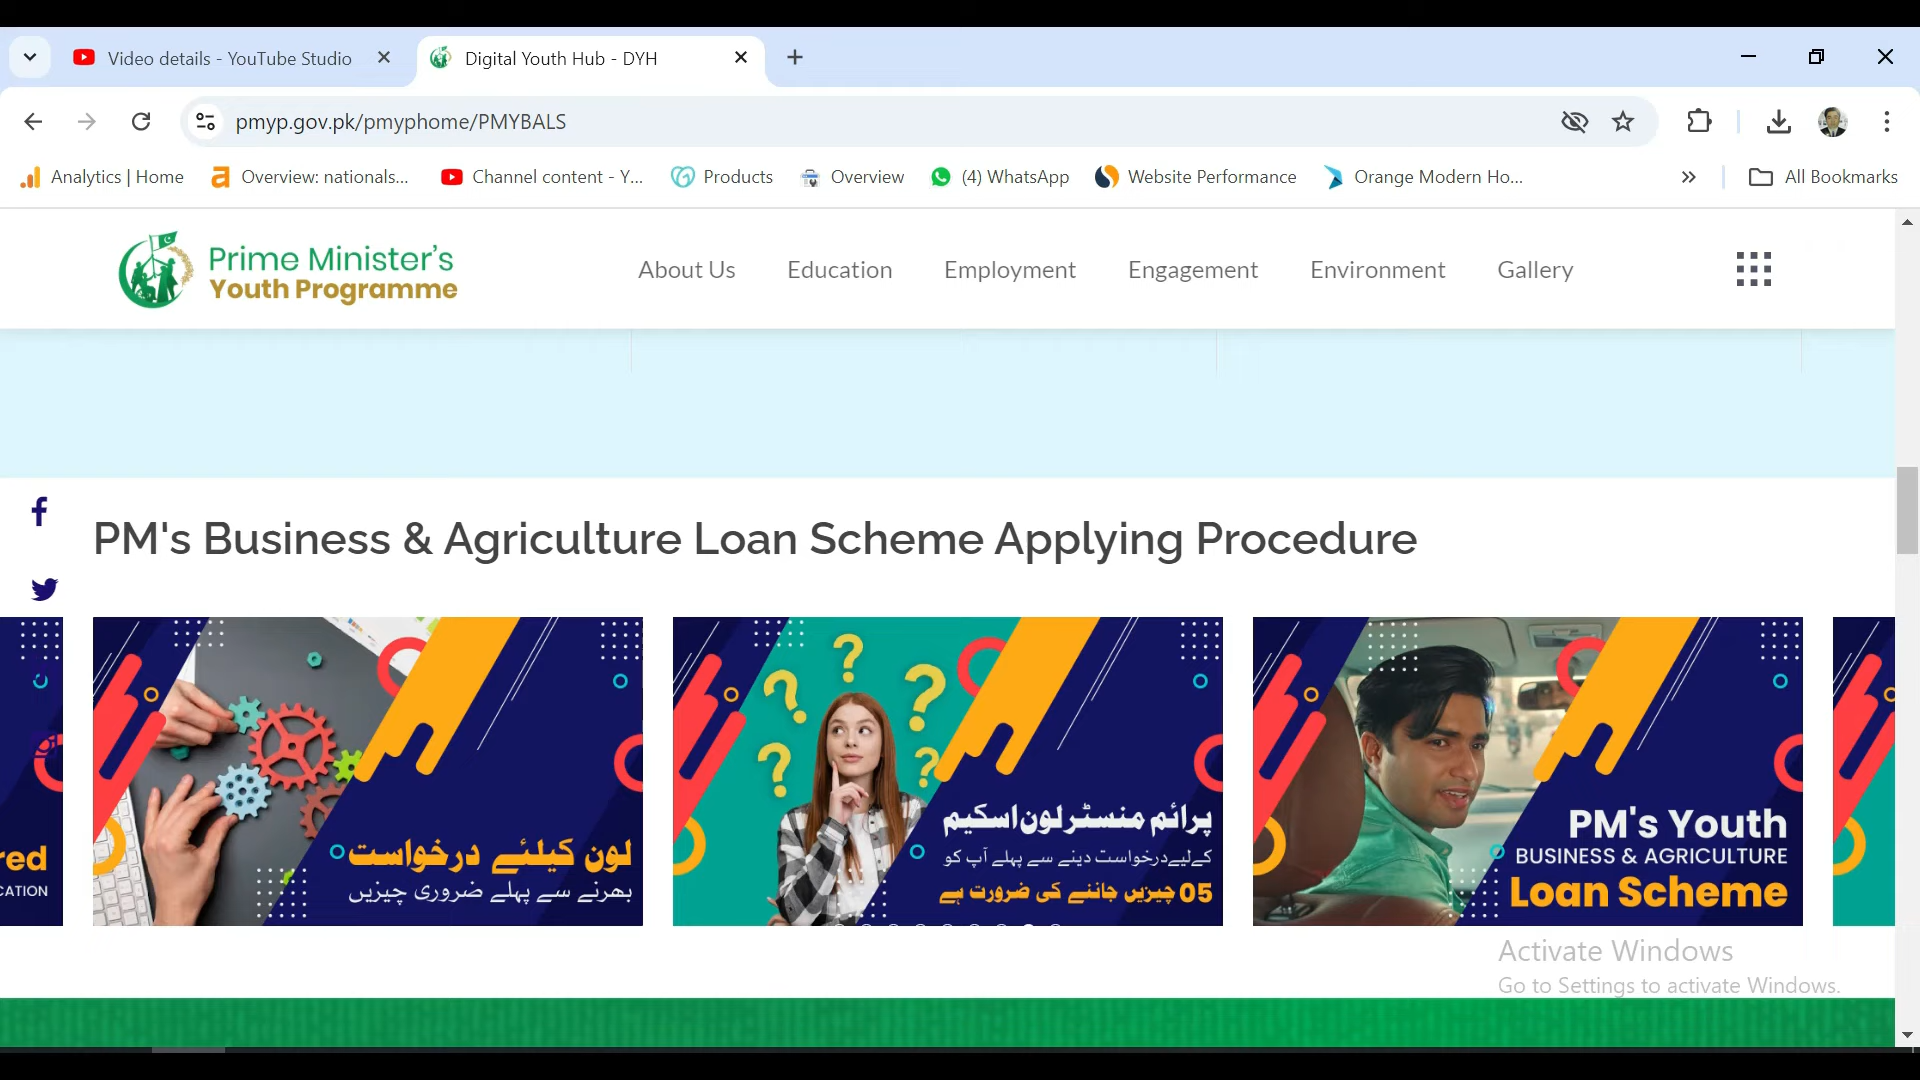 Video details - YouTube Studio
Digital Youth Hub - DYH
pmyp.gov.pk/pmyphome/PMYBALS
Analytics | Home
Overview: nationals...
Channel content - Y...
Products
Overview
(4) WhatsApp
Website Performance
Orange Modern Ho...
All Bookmarks
Prime Minister's
Youth Programme
About Us
Education
Employment
Engagement
Environment
Gallery
PM's Business & Agriculture Loan Scheme Applying Procedure
red
CATION
لون کیلئے درخواست
بھرنے سے پہلے ضروری چیزیں
پرائم منسٹر لون اسکیم
کےلیےدرخواست دینے سے پہلے آپ کو
05 چیزیں جاننے کی ضرورت ہے
PM's Youth
BUSINESS & AGRICULTURE
Loan Scheme
Activate Windows
Go to Settings to activate Windows.